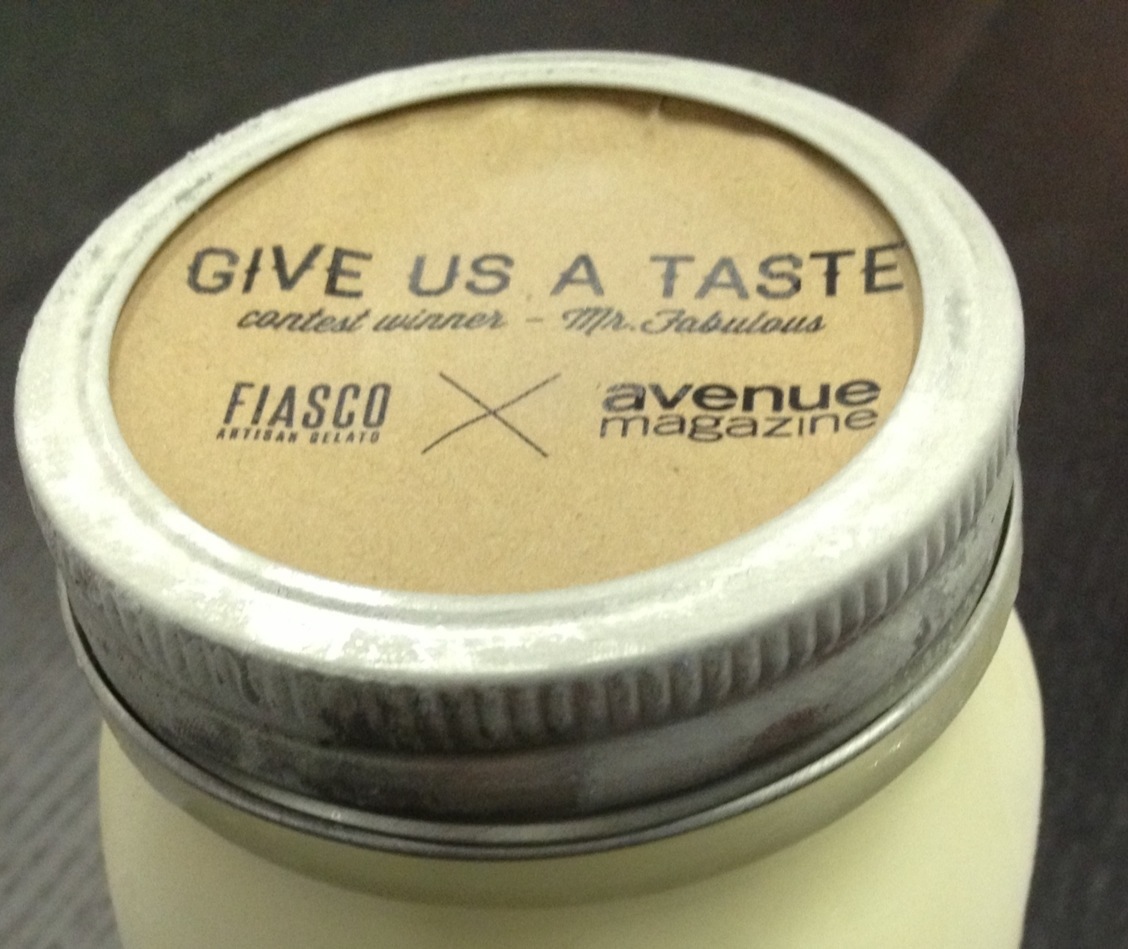 GIVE US A TASTE
contest winner - Mr. Fabulous
FIASCO
ARTISAN GELATO
avenue
magazine